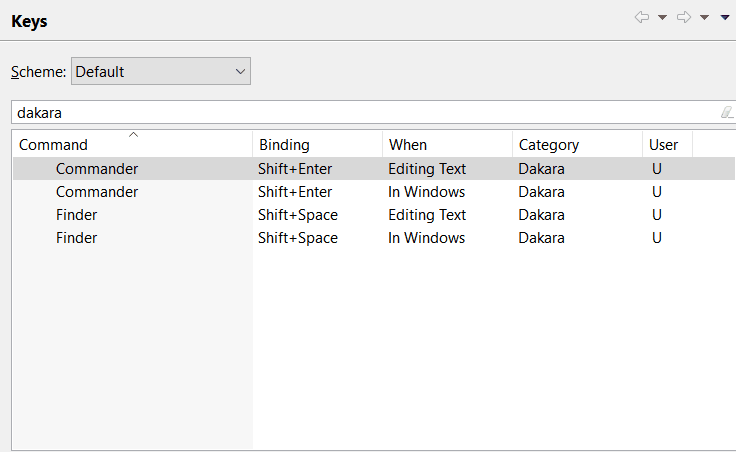 Keys
Scheme: Default
dakara
Command Binding When Category User
Commander Shift+Enter Editing Text Dakara U
Commander Shift+Enter In Windows Dakara U
Finder Shift+Space Editing Text Dakara U
Finder Shift+Space In Windows Dakara U